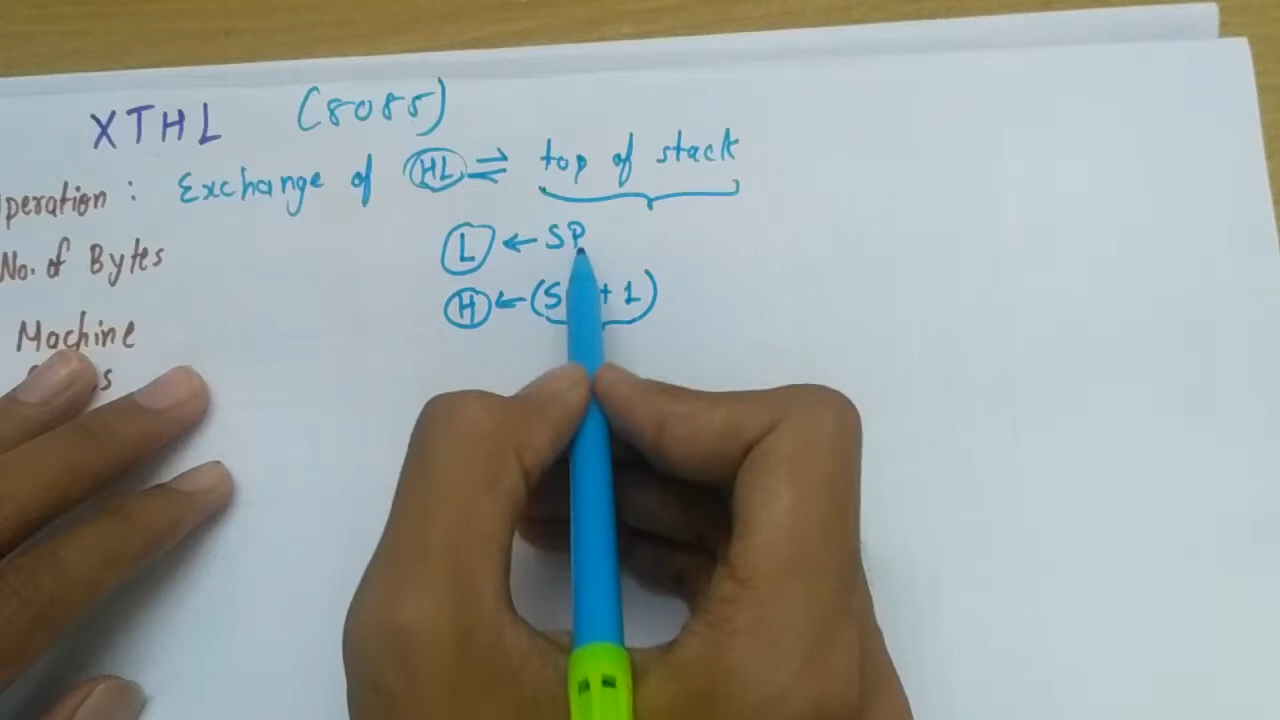 XTHL (8085)
peration : Exchange of HL ⇌ top of stack
L ← SP
No. of Bytes
H ← (S + 1)
Machine
s